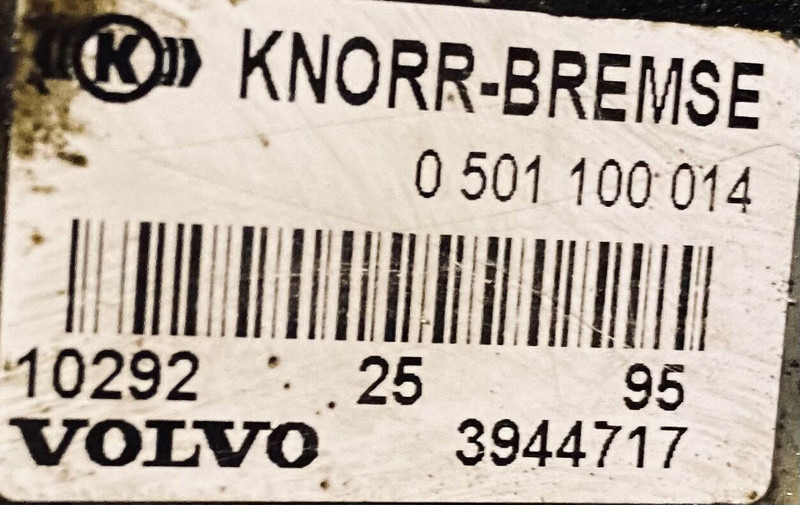 K KNORR-BREMSE
0 501 100 014
10292 25 95
VOLVO 3944717